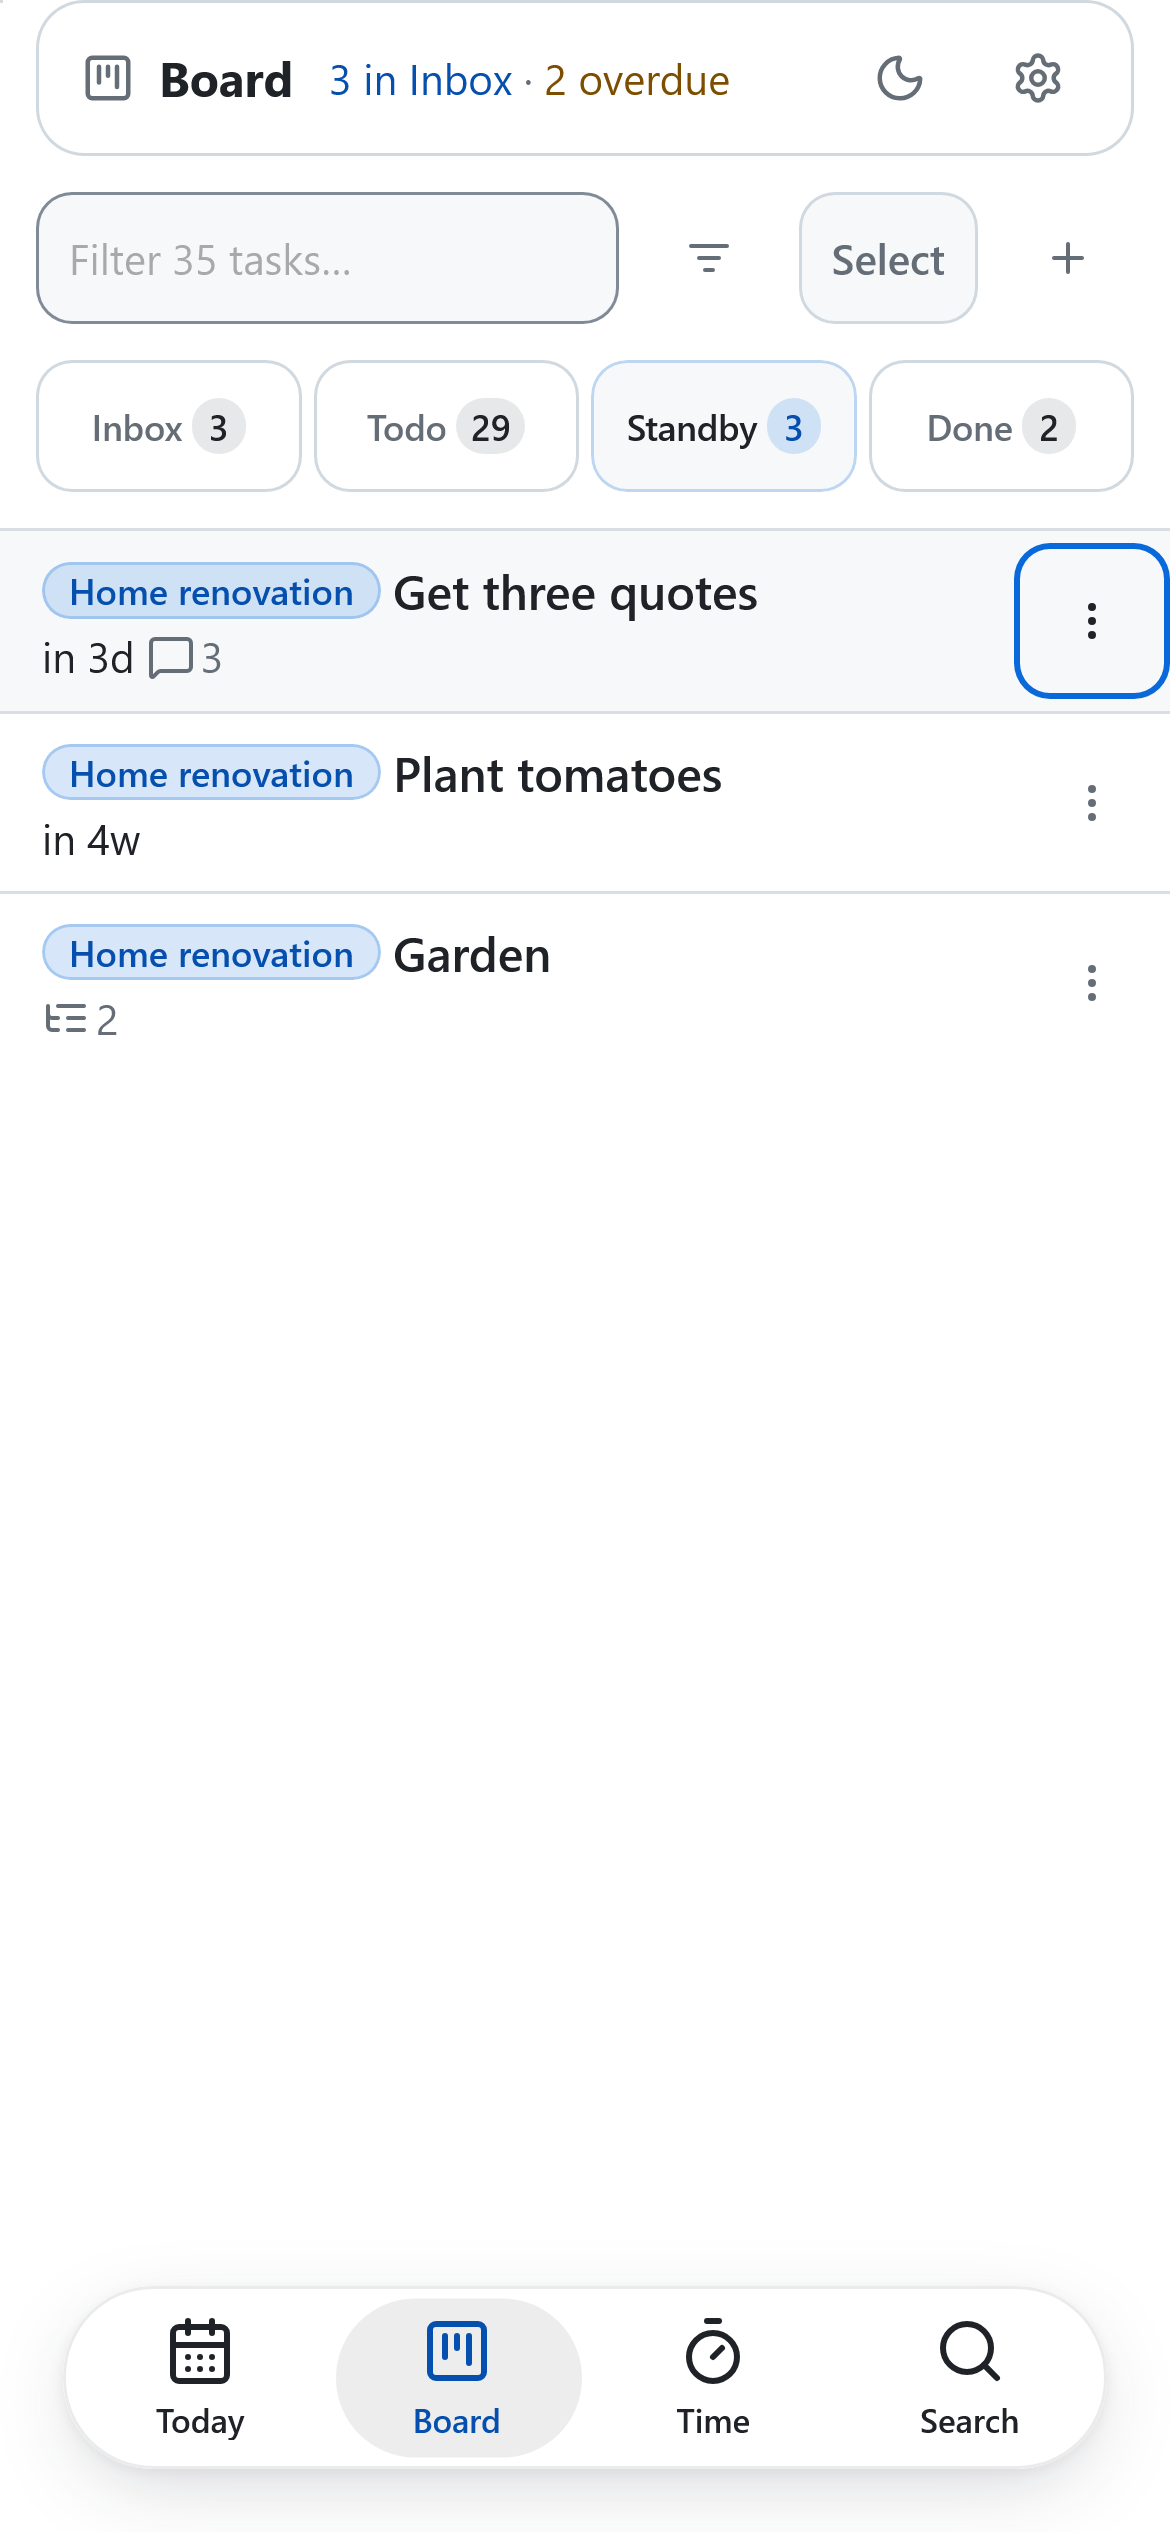 Board 3 in Inbox · 2 overdue
Filter 35 tasks... Select
Inbox 3 Todo 29 Standby 3 Done 2
Home renovation Get three quotes
in 3d 3
Home renovation Plant tomatoes
in 4w
Home renovation Garden
2
Today Board Time Search